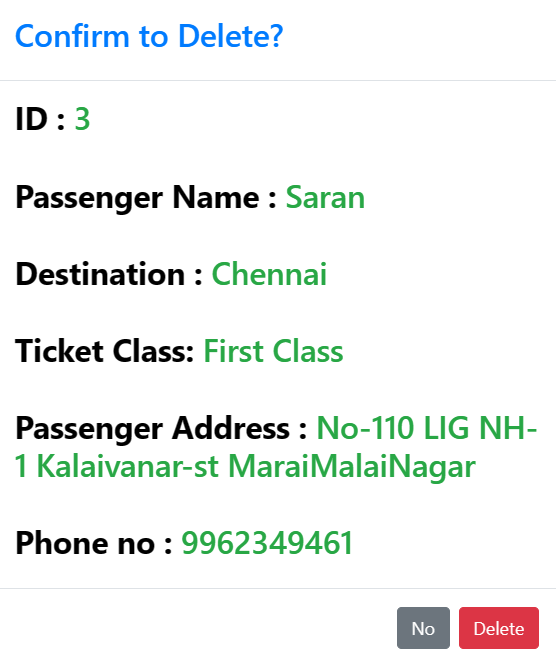 Confirm to Delete?
ID : 3
Passenger Name : Saran
Destination : Chennai
Ticket Class: First Class
Passenger Address : No-110 LIG NH-
1 Kalaivanar-st MaraiMalaiNagar
Phone no : 9962349461
No Delete